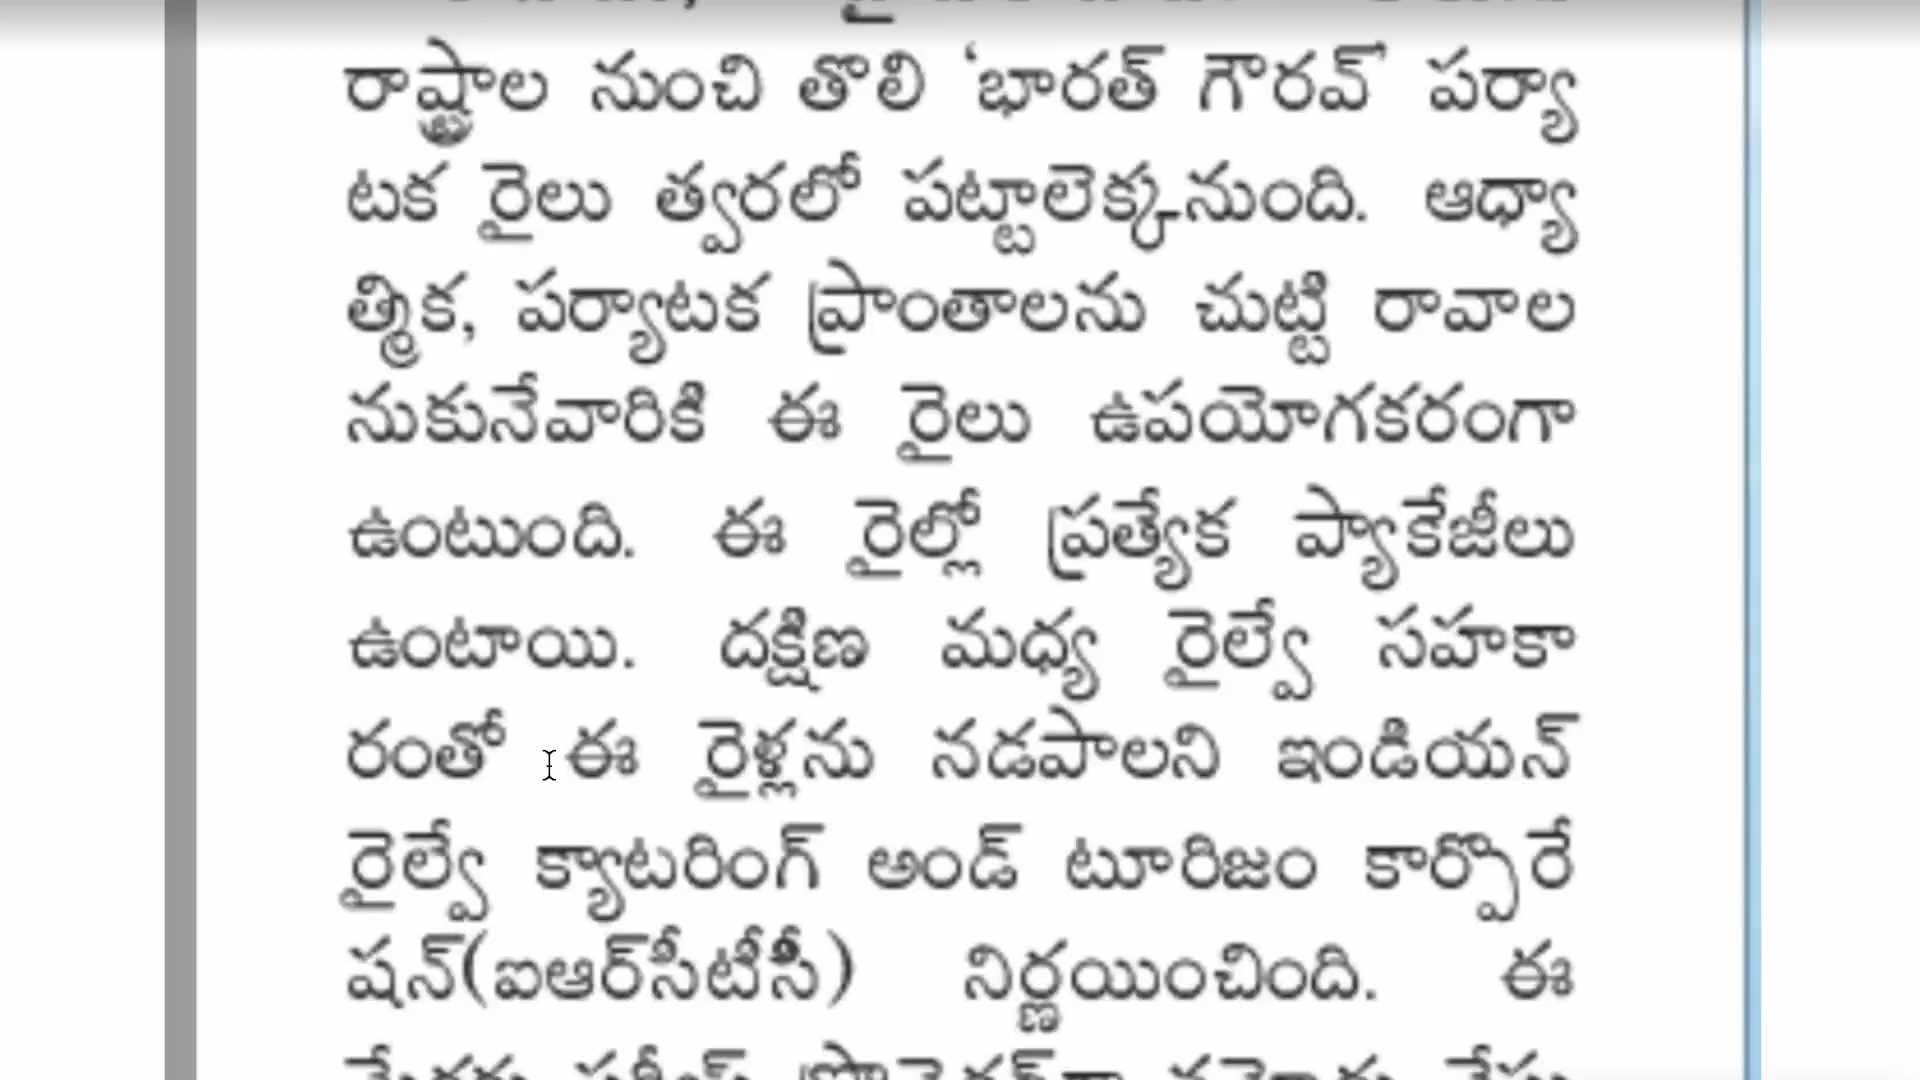 రాష్ట్రాల నుంచి తొలి ‘భారత్ గౌరవ్’ పర్యా
టక రైలు త్వరలో పట్టాలెక్కనుంది. ఆధ్యా
త్మిక, పర్యాటక ప్రాంతాలను చుట్టి రావాల
నుకునేవారికి ఈ రైలు ఉపయోగకరంగా
ఉంటుంది. ఈ రైల్లో ప్రత్యేక ప్యాకేజీలు
ఉంటాయి. దక్షిణ మధ్య రైల్వే సహకా
రంతో ఈ రైళ్లను నడపాలని ఇండియన్
రైల్వే క్యాటరింగ్ అండ్ టూరిజం కార్పొరే
షన్(ఐఆర్‌సీటీసీ) నిర్ణయించింది. ఈ